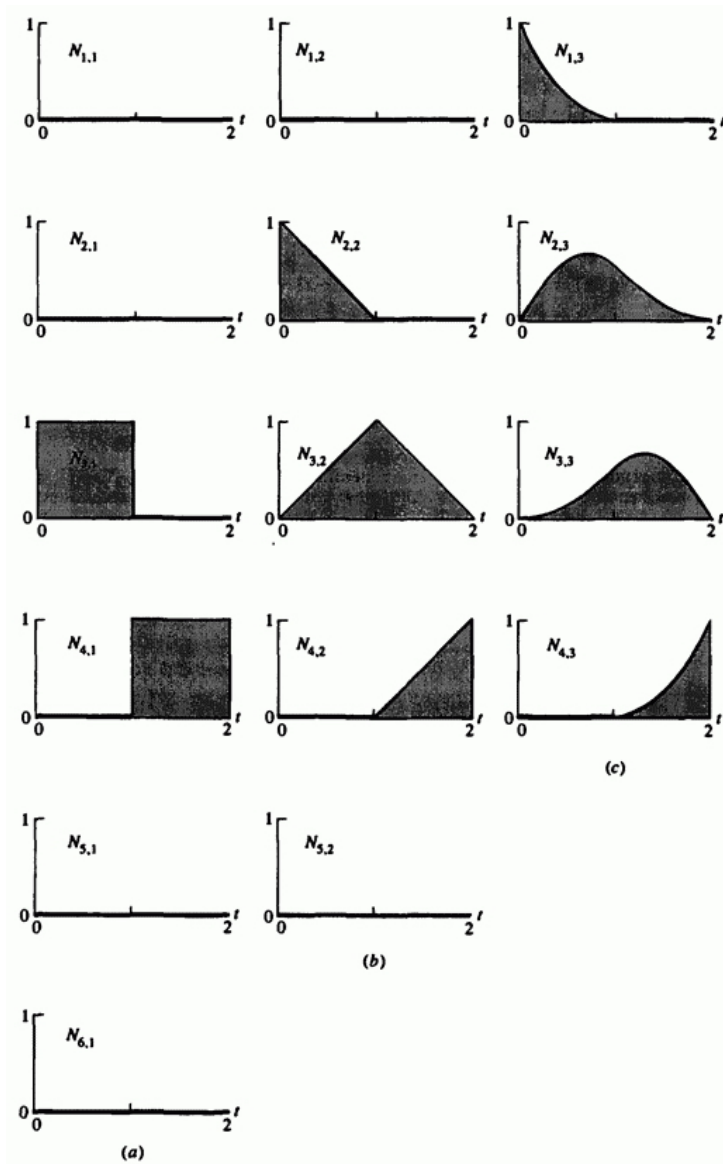 1 1 1
N1,1 N1,2 N1,3
0 t 0 t 0 t
0 2 0 2 0 2
1 1 1
N2,1 N2,2 N2,3
0 t 0 t 0 t
0 2 0 2 0 2
1 1 1
N3,2 N3,3
0 t 0 t 0 t
0 2 0 2 0 2
1 1 1
N4,1 N4,2 N4,3
0 t 0 t 0 t
0 2 0 2 0 2
(c)
1 1
N5,1 N5,2
0 t 0 t
0 2 0 2
(b)
1
N6,1
0 t
0 2
(a)